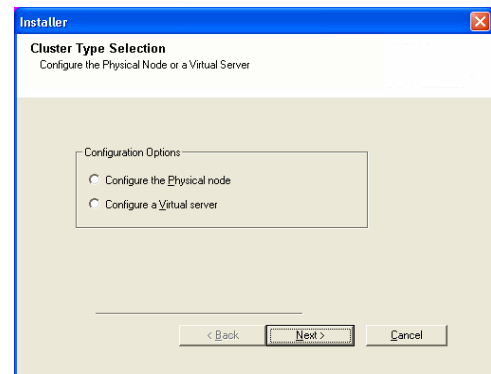 Installer
Cluster Type Selection
Configure the Physical Node or a Virtual Server
Configuration Options
Configure the Physical node
Configure a Virtual server
< Back
Next >
Cancel